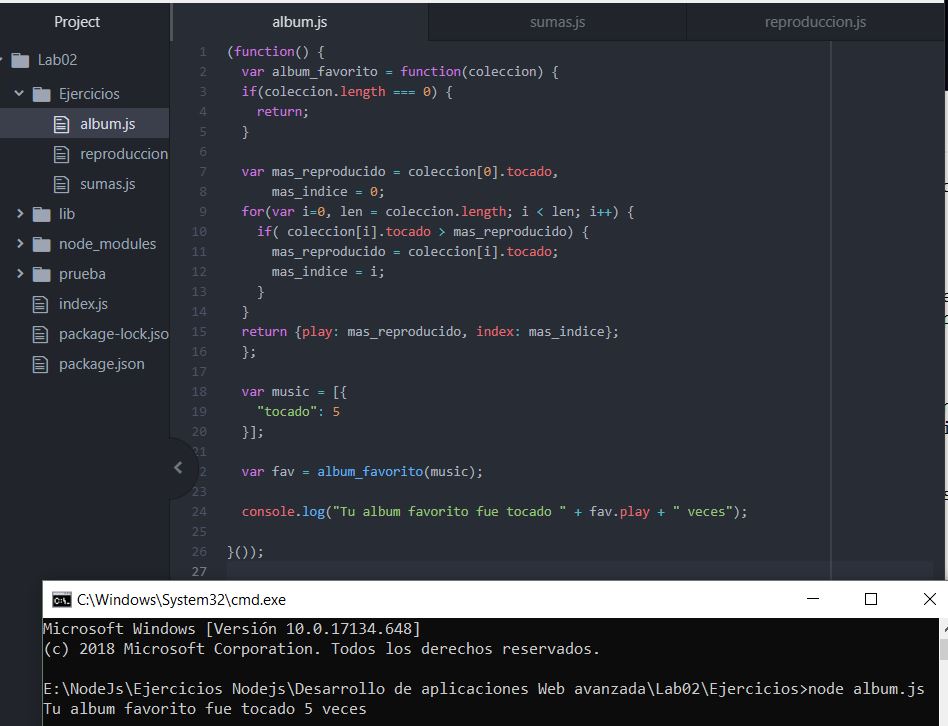 Project
album.js
sumas.js
reproduccion.js
Lab02
Ejercicios
album.js
reproduccion
sumas.js
lib
node_modules
prueba
index.js
package-lock.jso
package.json
1 (function() {
2 var album_favorito = function(coleccion) {
3 if(coleccion.length === 0) {
4 return;
5 }
6
7 var mas_reproducido = coleccion[0].tocado,
8 mas_indice = 0;
9 for(var i=0, len = coleccion.length; i < len; i++) {
10 if( coleccion[i].tocado > mas_reproducido) {
11 mas_reproducido = coleccion[i].tocado;
12 mas_indice = i;
13 }
14 }
15 return {play: mas_reproducido, index: mas_indice};
16 };
17
18 var music = [{
19 "tocado": 5
20 }];
21
2 var fav = album_favorito(music);
23
24 console.log("Tu album favorito fue tocado " + fav.play + " veces");
25
26 }());
27
C:\Windows\System32\cmd.exe
Microsoft Windows [Versión 10.0.17134.648]
(c) 2018 Microsoft Corporation. Todos los derechos reservados.
E:\NodeJs\Ejercicios Nodejs\Desarrollo de aplicaciones Web avanzada\Lab02\Ejercicios>node album.js
Tu album favorito fue tocado 5 veces